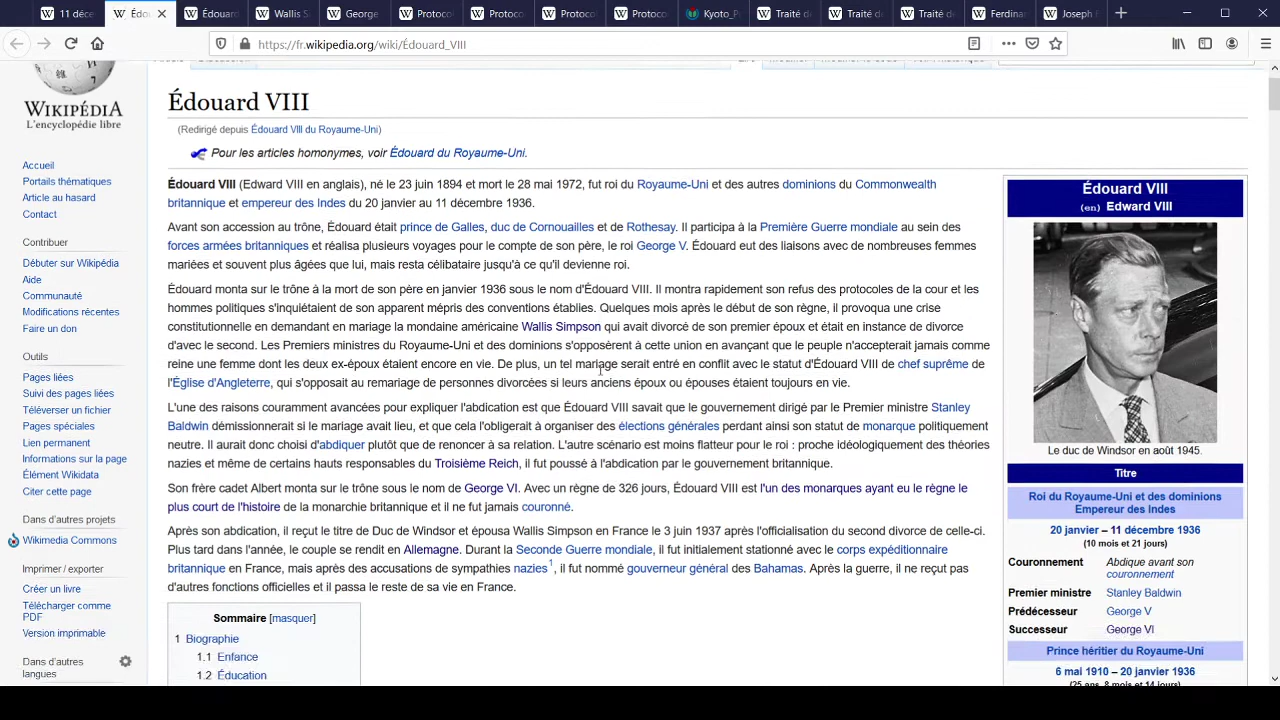 11 déce
Édou
Édouard
Wallis S
George
Protoco
Protoco
Protoco
Protoco
Kyoto_P
Traité d
Traité d
Traité d
Ferdinan
Joseph
https://fr.wikipedia.org/wiki/Édouard_VIII
WIKIPÉDIA
L'encyclopédie libre
Accueil
Portails thématiques
Article au hasard
Contact
Contribuer
Débuter sur Wikipédia
Aide
Communauté
Modifications récentes
Faire un don
Outils
Pages liées
Suivi des pages liées
Téléverser un fichier
Pages spéciales
Lien permanent
Informations sur la page
Élément Wikidata
Citer cette page
Dans d'autres projets
Wikimedia Commons
Imprimer / exporter
Créer un livre
Télécharger comme
PDF
Version imprimable
Dans d'autres
langues
Édouard VIII
(Redirigé depuis Édouard VIII du Royaume-Uni)
Pour les articles homonymes, voir Édouard du Royaume-Uni.
Édouard VIII (Edward VIII en anglais), né le 23 juin 1894 et mort le 28 mai 1972, fut roi du Royaume-Uni et des autres dominions du Commonwealth
britannique et empereur des Indes du 20 janvier au 11 décembre 1936.
Avant son accession au trône, Édouard était prince de Galles, duc de Cornouailles et de Rothesay. Il participa à la Première Guerre mondiale au sein des
forces armées britanniques et réalisa plusieurs voyages pour le compte de son père, le roi George V. Édouard eut des liaisons avec de nombreuses femmes
mariées et souvent plus âgées que lui, mais resta célibataire jusqu'à ce qu'il devienne roi.
Édouard monta sur le trône à la mort de son père en janvier 1936 sous le nom d'Édouard VIII. Il montra rapidement son refus des protocoles de la cour et les
hommes politiques s'inquiétaient de son apparent mépris des conventions établies. Quelques mois après le début de son règne, il provoqua une crise
constitutionnelle en demandant en mariage la mondaine américaine Wallis Simpson qui avait divorcé de son premier époux et était en instance de divorce
d'avec le second. Les Premiers ministres du Royaume-Uni et des dominions s'opposèrent à cette union en avançant que le peuple n'accepterait jamais comme
reine une femme dont les deux ex-époux étaient encore en vie. De plus, un tel mariage serait entré en conflit avec le statut d'Édouard VIII de chef suprême de
l'Église d'Angleterre, qui s'opposait au remariage de personnes divorcées si leurs anciens époux ou épouses étaient toujours en vie.
L'une des raisons couramment avancées pour expliquer l'abdication est que Édouard VIII savait que le gouvernement dirigé par le Premier ministre Stanley
Baldwin démissionnerait si le mariage avait lieu, et que cela l'obligerait à organiser des élections générales perdant ainsi son statut de monarque politiquement
neutre. Il aurait donc choisi d'abdiquer plutôt que de renoncer à sa relation. L'autre scénario est moins flatteur pour le roi : proche idéologiquement des théories
nazies et même de certains hauts responsables du Troisième Reich, il fut poussé à l'abdication par le gouvernement britannique.
Son frère cadet Albert monta sur le trône sous le nom de George VI. Avec un règne de 326 jours, Édouard VIII est l'un des monarques ayant eu le règne le
plus court de l'histoire de la monarchie britannique et il ne fut jamais couronné.
Après son abdication, il reçut le titre de Duc de Windsor et épousa Wallis Simpson en France le 3 juin 1937 après l'officialisation du second divorce de celle-ci.
Plus tard dans l'année, le couple se rendit en Allemagne. Durant la Seconde Guerre mondiale, il fut initialement stationné avec le corps expéditionnaire
britannique en France, mais après des accusations de sympathies nazies1, il fut nommé gouverneur général des Bahamas. Après la guerre, il ne reçut pas
d'autres fonctions officielles et il passa le reste de sa vie en France.
Sommaire [masquer]
1 Biographie
1.1 Enfance
1.2 Éducation
Édouard VIII
(en) Edward VIII
Le duc de Windsor en août 1945.
Titre
Roi du Royaume-Uni et des dominions
Empereur des Indes
20 janvier – 11 décembre 1936
(10 mois et 21 jours)
Couronnement Abdique avant son
couronnement
Premier ministre Stanley Baldwin
Prédécesseur George V
Successeur George VI
Prince héritier du Royaume-Uni
6 mai 1910 – 20 janvier 1936
(25 ans, 8 mois et 14 jours)